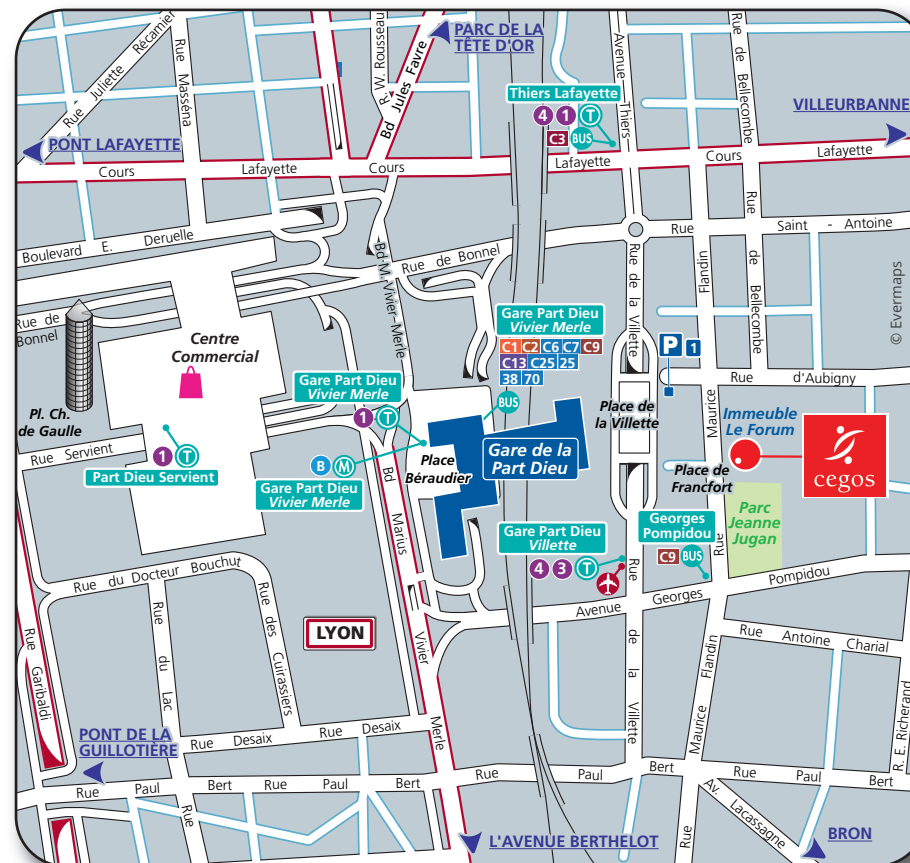 PARC DE LA
TÊTE D'OR
Rue Juliette Récamier
Rue Masséna
R. W. Rousseau
Bd Jules Favre
Avenue Thiers
Rue de Bellecombe
Thiers Lafayette
4 1 T
C3 BUS
VILLEURBANNE
PONT LAFAYETTE
Cours Lafayette Cours Lafayette Cours Lafayette
Boulevard E. Deruelle
Rue de Bonnel
Bd M. Vivier-Merle
Rue Saint - Antoine
Rue de la Villette
Flandin
de Bellecombe
© Evermaps
Rue de
Bonnel
Centre
Commercial
Gare Part Dieu
Vivier Merle
C1 C2 C6 C7 C9
C13 C25 25
38 70
BUS
P 1
Rue d'Aubigny
Pl. Ch.
de Gaulle
Gare Part Dieu
Vivier Merle
1 T
Place de
la Villette
Maurice
Immeuble
Le Forum
cegos
Rue Servient
1 T
Part Dieu Servient
B M
Gare Part Dieu
Vivier Merle
Place
Béraudier
Gare de la
Part Dieu
Place de
Francfort
Parc
Jeanne
Jugan
Bd Marius Vivier Merle
Gare Part Dieu
Villette
4 3 T
Georges
Pompidou
C9 BUS
Rue
Rue du Docteur Bouchut
Rue des Cuirassiers
Rue du Lac
Rue Garibaldi
LYON
Avenue Georges Pompidou
Rue de la Villette
Maurice Flandin
Rue
Rue Antoine Charial
R. E. Richerand
PONT DE LA
GUILLOTIÈRE
Rue Desaix Desaix
Rue Paul Bert Rue Paul Bert Rue Paul Bert Rue Paul Bert
Av. Lacassagne
L'AVENUE BERTHELOT
BRON